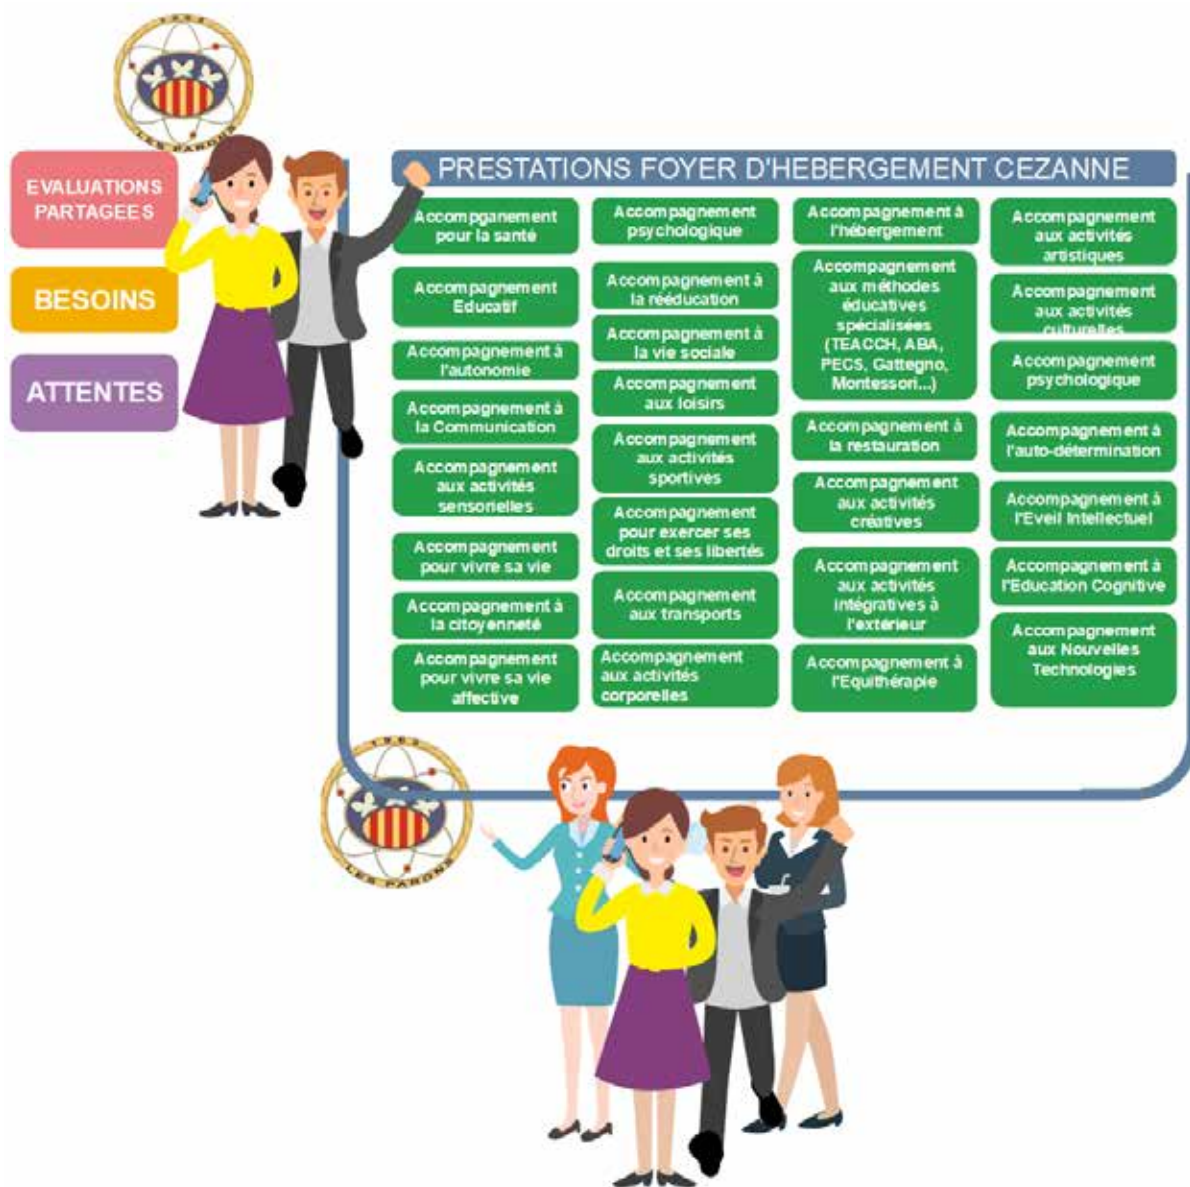 1962
LES PARONS
EVALUATIONS
PARTAGEES
BESOINS
ATTENTES
PRESTATIONS FOYER D'HEBERGEMENT CEZANNE
Accompganement
pour la santé
Accompagnement
Educatif
Accompagnement à
l'autonomie
Accompagnement à
la Communication
Accompagnement
aux activités
sensorielles
Accompagnement
pour vivre sa vie
Accompagnement à
la citoyenneté
Accompagnement
pour vivre sa vie
affective
Accompagnement
psychologique
Accompagnement à
la rééducation
Accompagnement à
la vie sociale
Accompagnement
aux loisirs
Accompagnement
aux activités
sportives
Accompagnement
pour exercer ses
droits et ses libertés
Accompagnement
aux transports
Accompagnement
aux activités
corporelles
Accompagnement à
l'hébergement
Accompagnement
aux méthodes
éducatives
spécialisées
(TEACCH, ABA,
PECS, Gattegno,
Montessori...)
Accompagnement à
la restauration
Accompagnement
aux activités
créatives
Accompagnement
aux activités
intégratives à
l'extérieur
Accompagnement à
l'Equithérapie
Accompagnement
aux activités
artistiques
Accompagnement
aux activités
culturelles
Accompagnement
psychologique
Accompagnement à
l'auto-détermination
Accompagnement à
l'Eveil Intellectuel
Accompagnement à
l'Education Cognitive
Accompagnement
aux Nouvelles
Technologies
1962
LES PARONS